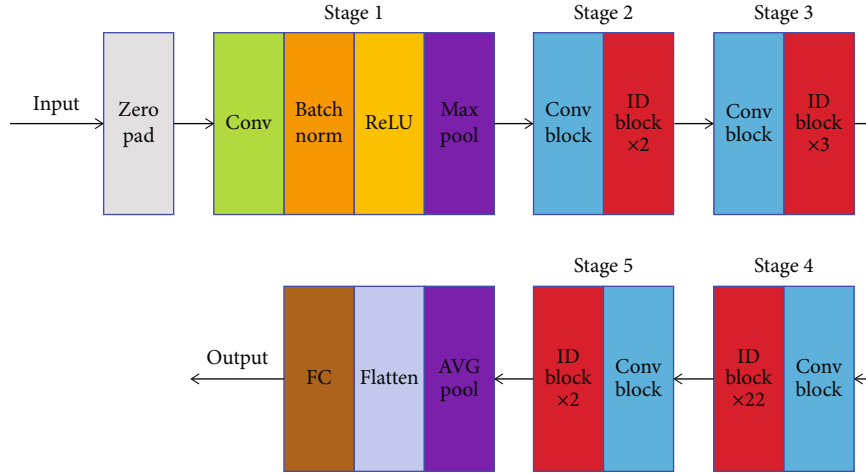 Stage 1
Stage 2
Stage 3
Input
Zero
pad
Conv
Batch
norm
ReLU
Max
pool
Conv
block
ID
block
×2
Conv
block
ID
block
×3
Stage 5
Stage 4
Output
FC
Flatten
AVG
pool
ID
block
×2
Conv
block
ID
block
×22
Conv
block